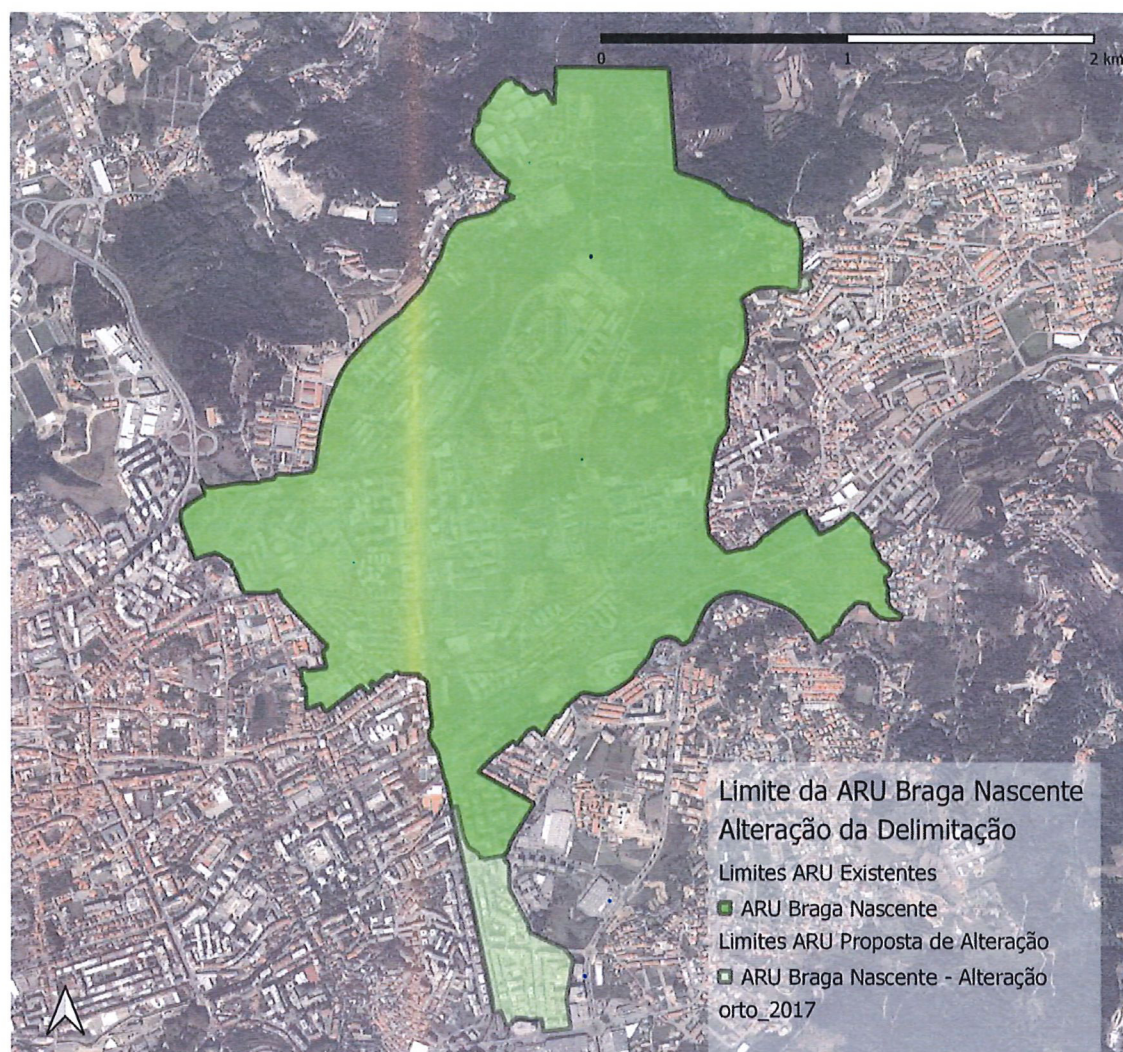 0 1 2 km
Limite da ARU Braga Nascente
Alteração da Delimitação
Limites ARU Existentes
ARU Braga Nascente
Limites ARU Proposta de Alteração
ARU Braga Nascente - Alteração
orto_2017